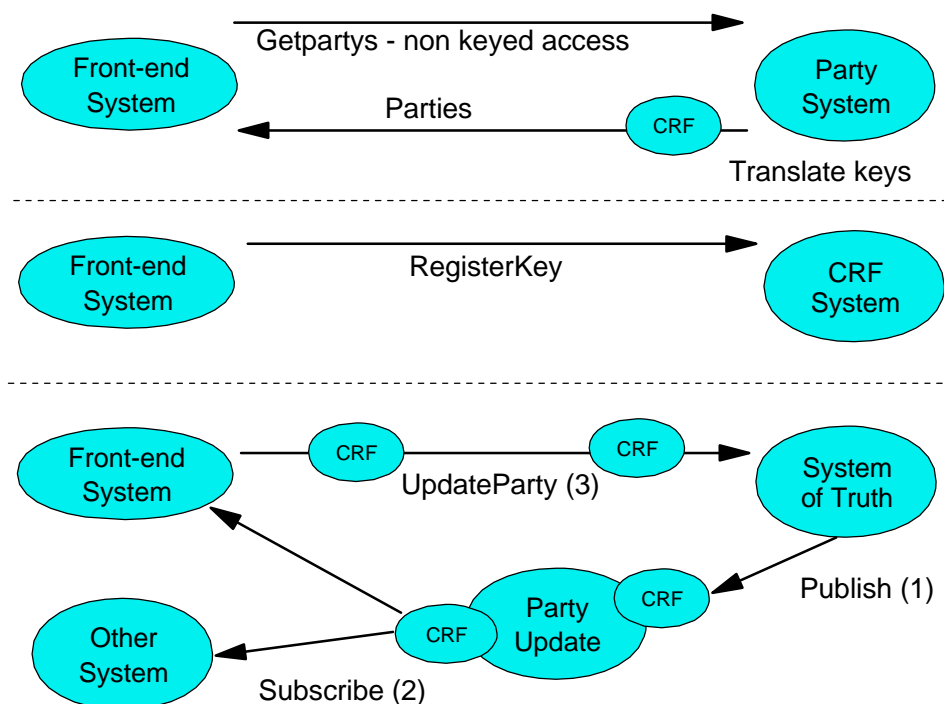 Getpartys - non keyed access
Front-end
System
Party
System
Parties
CRF
Translate keys
Front-end
System
RegisterKey
CRF
System
Front-end
System
CRF
CRF
UpdateParty (3)
System
of Truth
Publish (1)
CRF
Party
Update
CRF
Other
System
Subscribe (2)